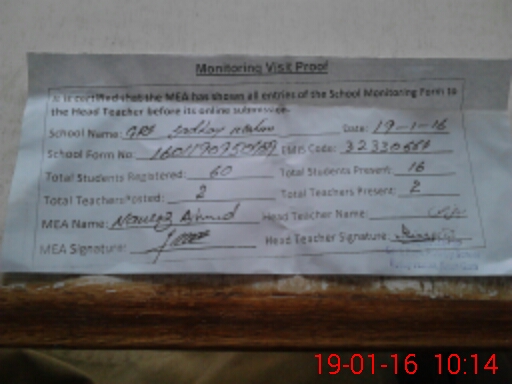 Monitoring Visit Proof
It is certified that the MEA has shown all entries of the School Monitoring Form to
the Head Teacher before its online submission.
School Name: GPS Date: 19-1-16
School Form No: EMIS Code:
Total Students Registered: 60 Total Students Present: 16
Total Teachers Posted: 2 Total Teachers Present: 2
MEA Name: Nawaz Ahmad Head Teacher Name:
MEA Signature: Head Teacher Signature:
19-01-16 10:14